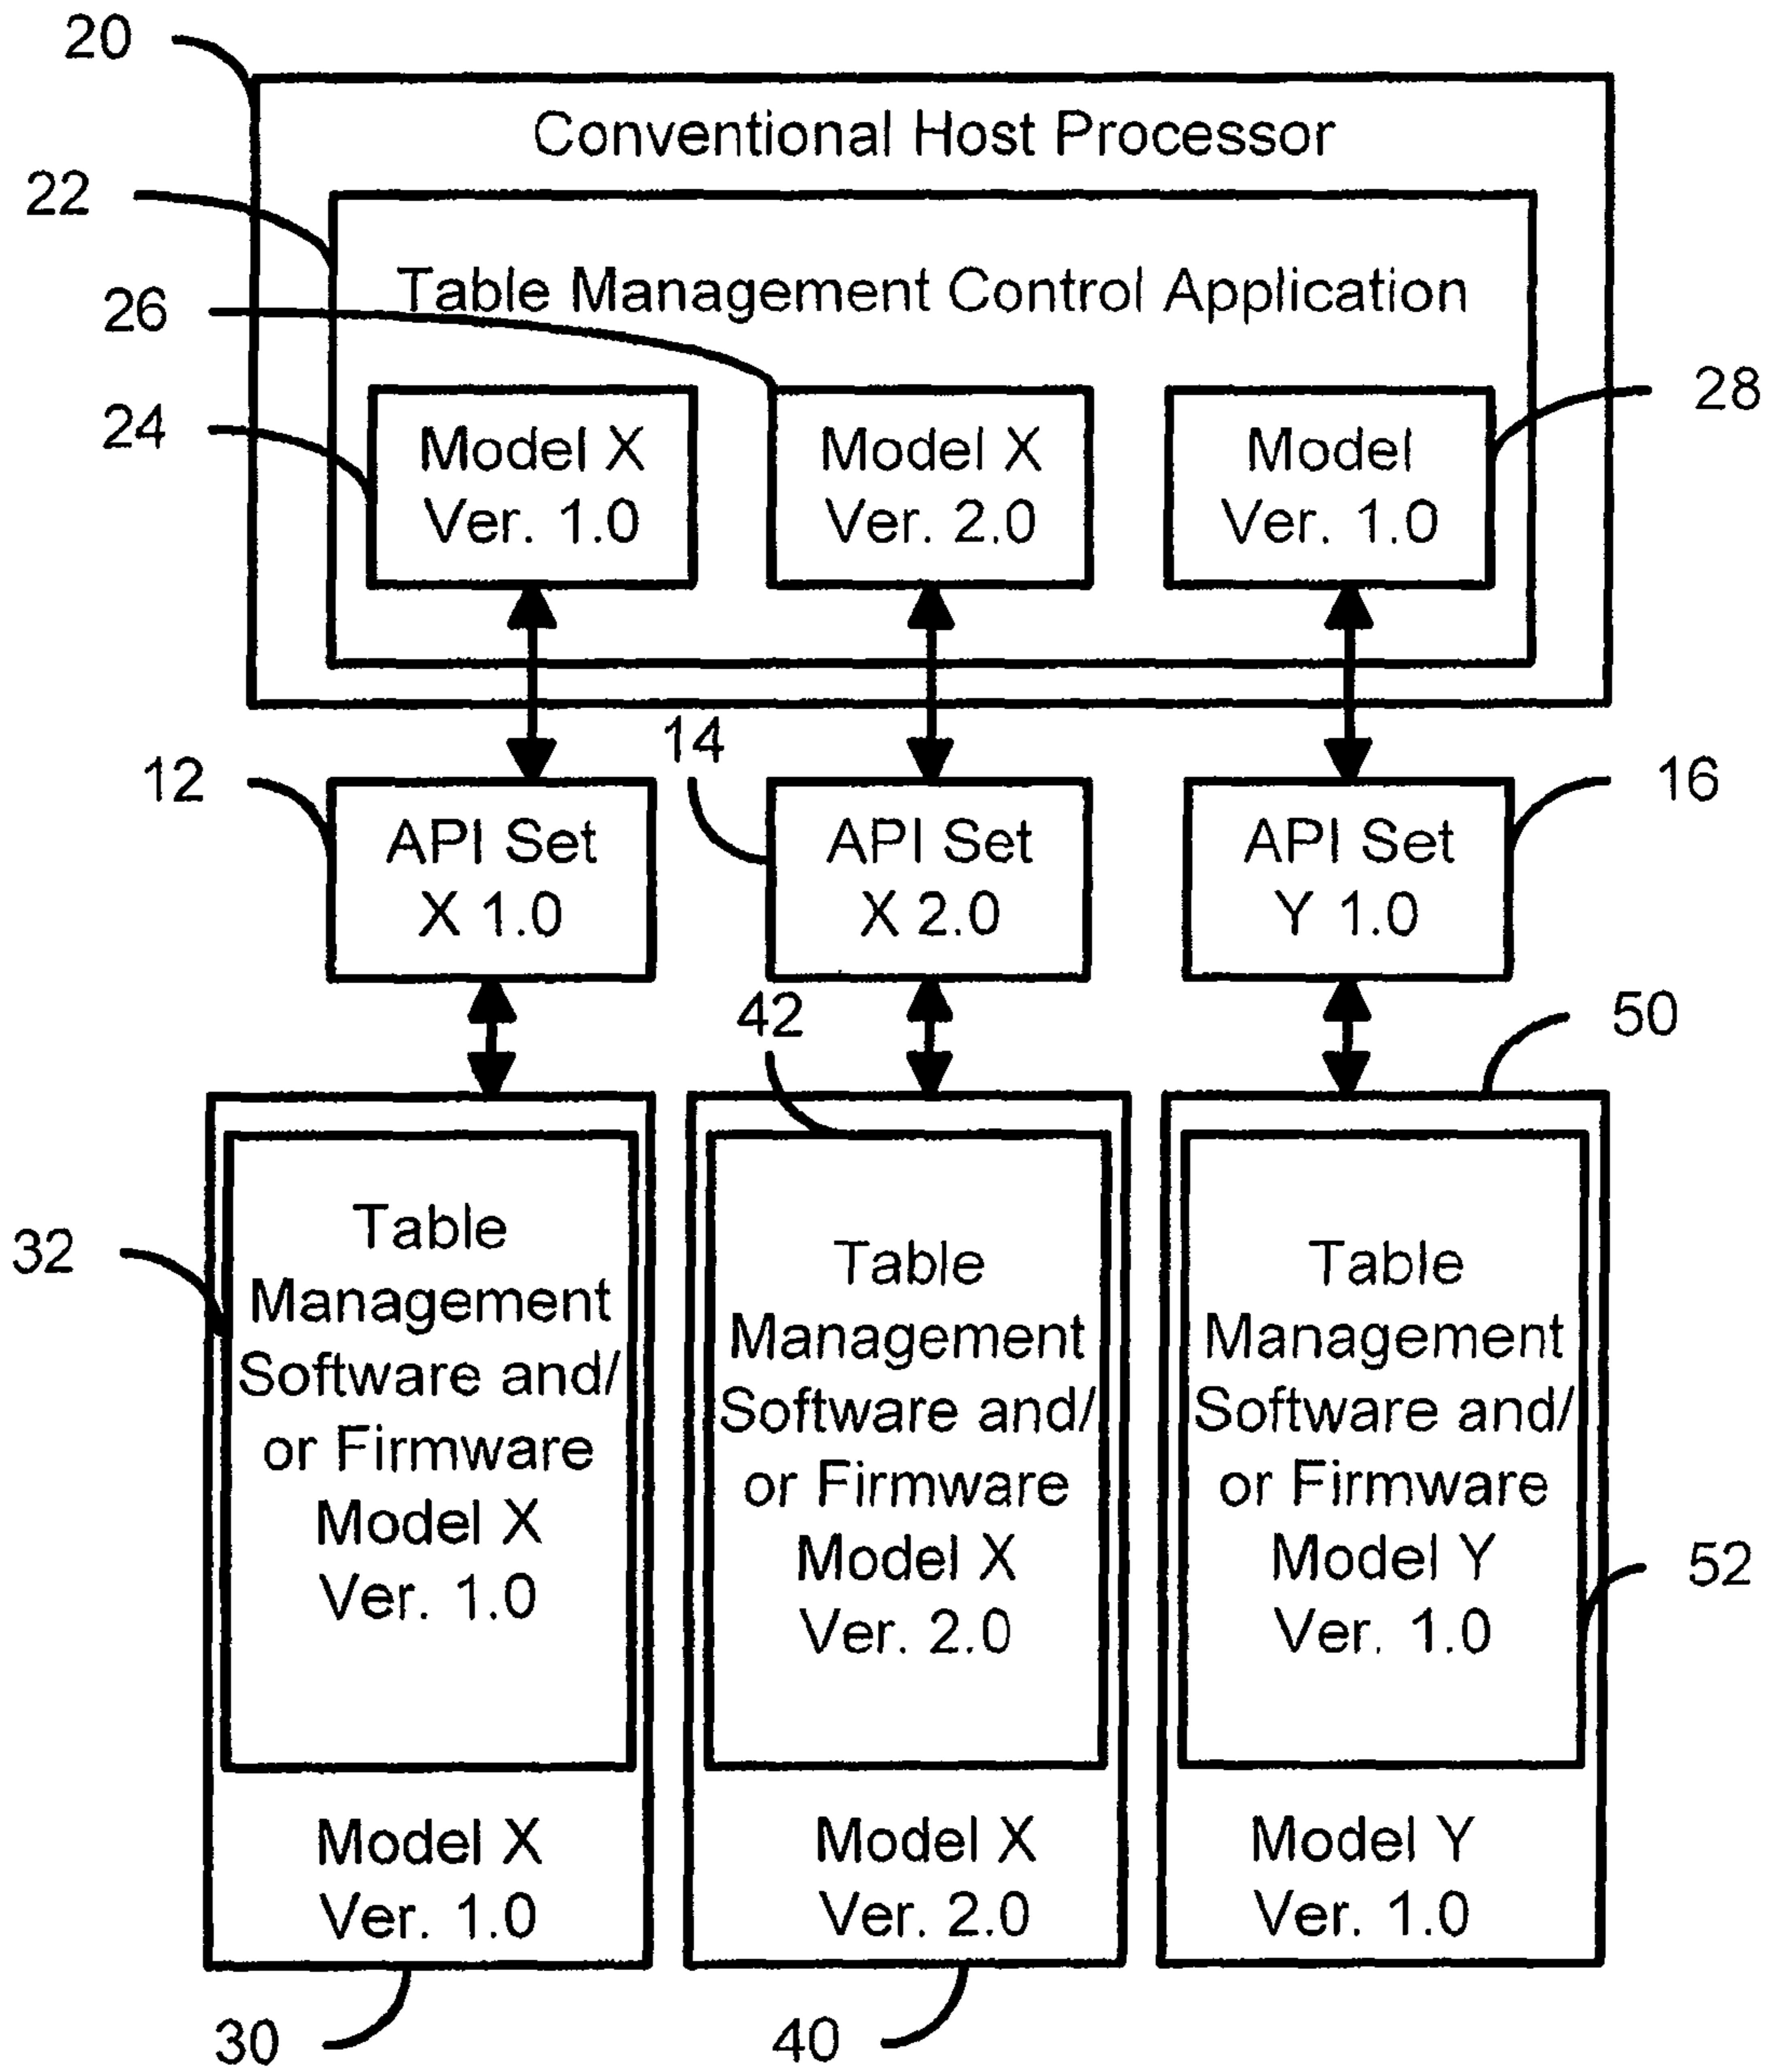 20
Conventional Host Processor
22
Table Management Control Application
26
24
28
Model X
Ver. 1.0
Model X
Ver. 2.0
Model
Ver. 1.0
12
14
16
API Set
X 1.0
API Set
X 2.0
API Set
Y 1.0
42
50
32
Table
Management
Software and/
or Firmware
Model X
Ver. 1.0
Table
Management
Software and/
or Firmware
Model X
Ver. 2.0
Table
Management
Software and/
or Firmware
Model Y
Ver. 1.0
52
Model X
Ver. 1.0
Model X
Ver. 2.0
Model Y
Ver. 1.0
30
40